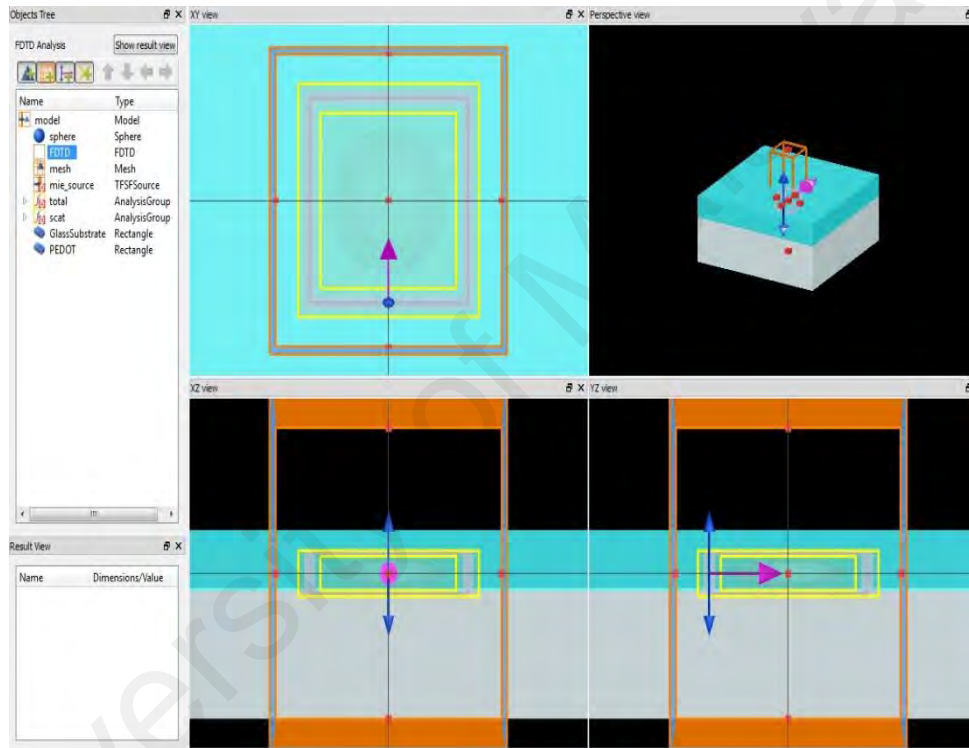 Objects Tree
FDTD Analysis
Show result view
Name Type
model Model
sphere Sphere
FDTD FDTD
mesh Mesh
mie_source TFSFSource
total AnalysisGroup
scat AnalysisGroup
GlassSubstrate Rectangle
PEDOT Rectangle
Result View
Name Dimensions/Value
XY view
Perspective view
XZ view
YZ view